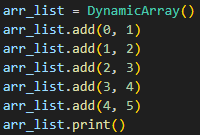 arr_list = DynamicArray()
arr_list.add(0, 1)
arr_list.add(1, 2)
arr_list.add(2, 3)
arr_list.add(3, 4)
arr_list.add(4, 5)
arr_list.print()